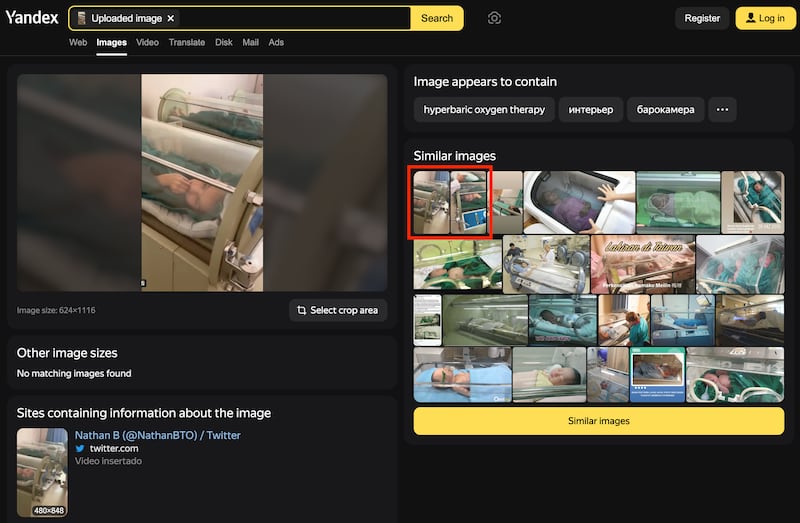 Yandex
Uploaded image ×
Search
Register
Log in
Web Images Video Translate Disk Mail Ads
Image size: 624×1116
Select crop area
Other image sizes
No matching images found
Sites containing information about the image
Nathan B (@NathanBTO) / Twitter
twitter.com
Video insertado
480×848
Image appears to contain
hyperbaric oxygen therapy
интерьер
барокамера
Similar images
Lahiran di Taiwan
Similar images